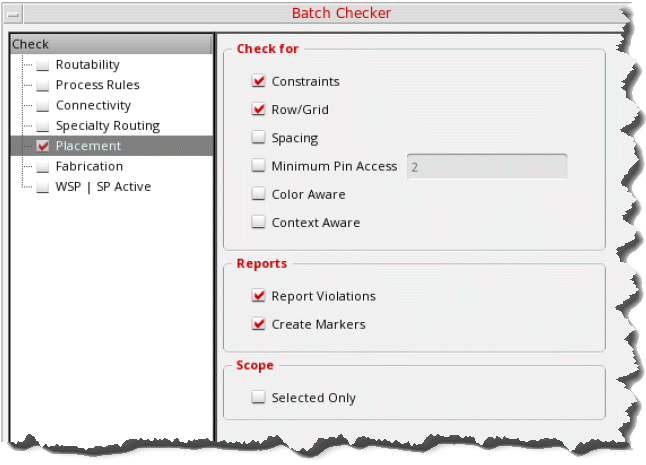 Batch Checker
Check
Routability
Process Rules
Connectivity
Specialty Routing
Placement
Fabrication
WSP | SP Active
Check for
Constraints
Row/Grid
Spacing
Minimum Pin Access 2
Color Aware
Context Aware
Reports
Report Violations
Create Markers
Scope
Selected Only